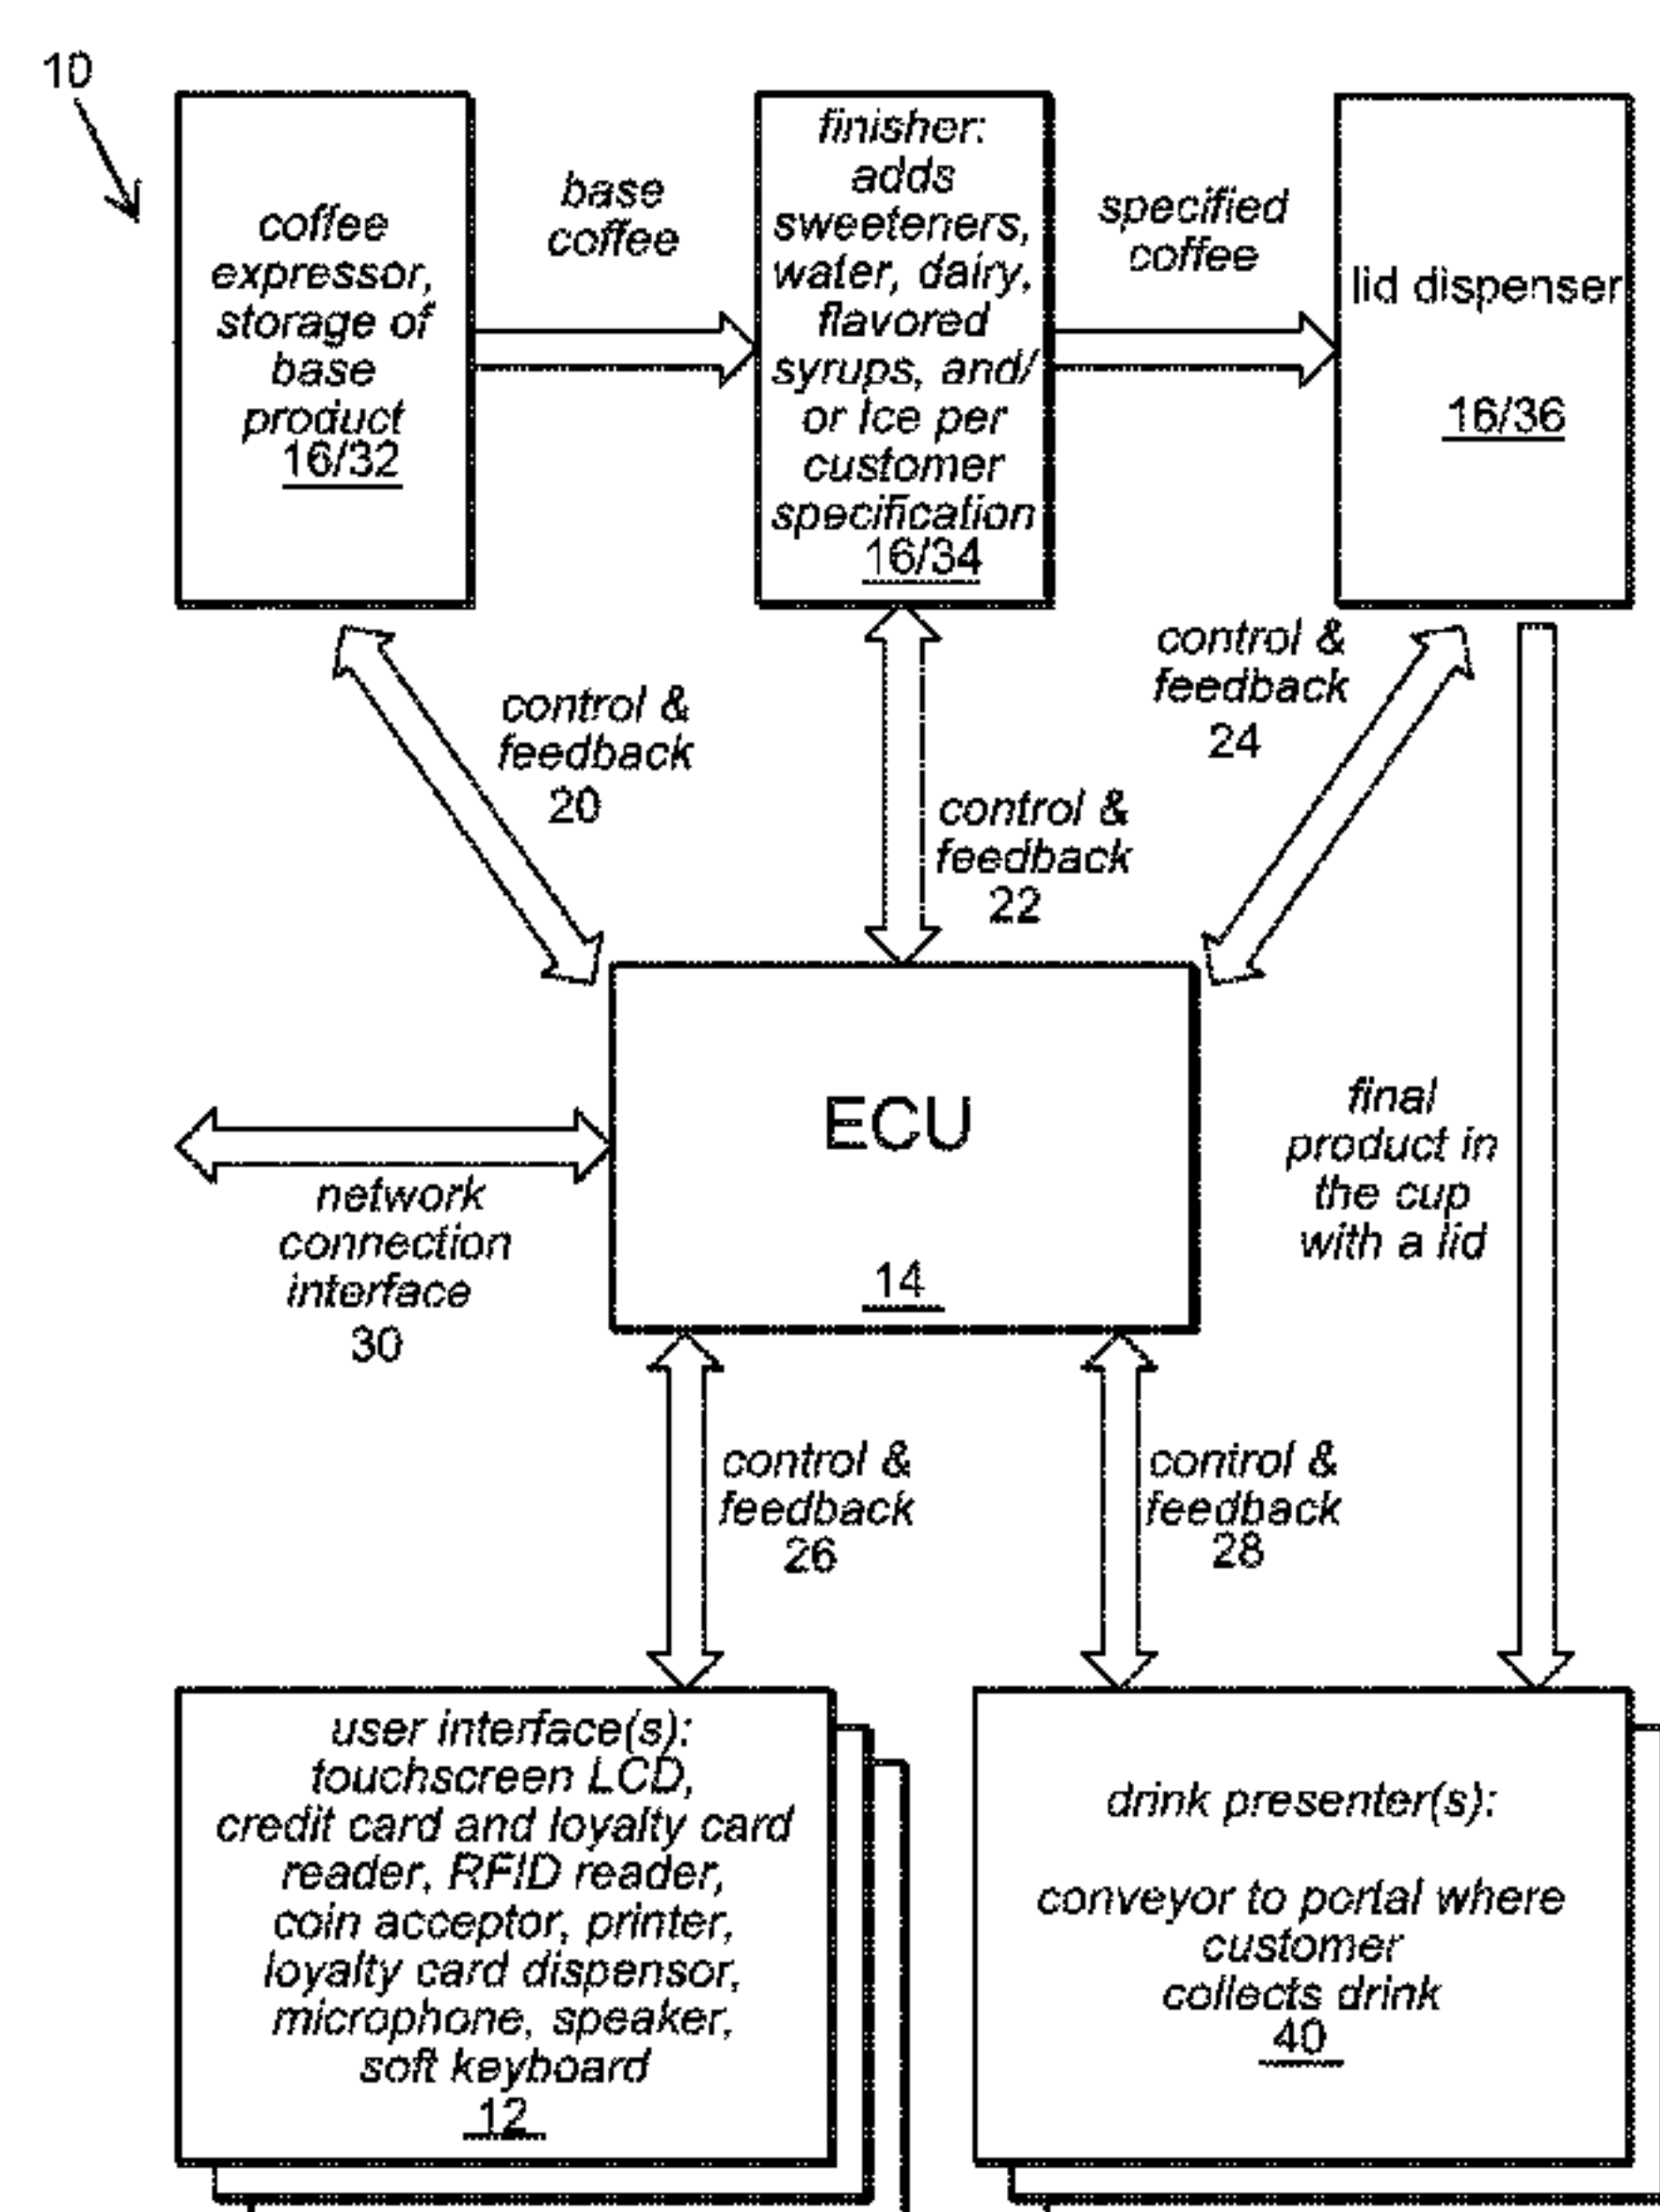 10
coffee
expressor,
storage of
base
product
16/32
base
coffee
finisher:
adds
sweeteners,
water, dairy,
flavored
syrups, and/
or Ice per
customer
specification
16/34
specified
coffee
lid dispenser
16/36
control &
feedback
20
control &
feedback
22
control &
feedback
24
ECU
14
network
connection
interface
30
final
product in
the cup
with a lid
control &
feedback
26
control &
feedback
28
user interface(s):
touchscreen LCD,
credit card and loyalty card
reader, RFID reader,
coin acceptor, printer,
loyalty card dispensor,
microphone, speaker,
soft keyboard
12
drink presenter(s):
conveyor to portal where
customer
collects drink
40